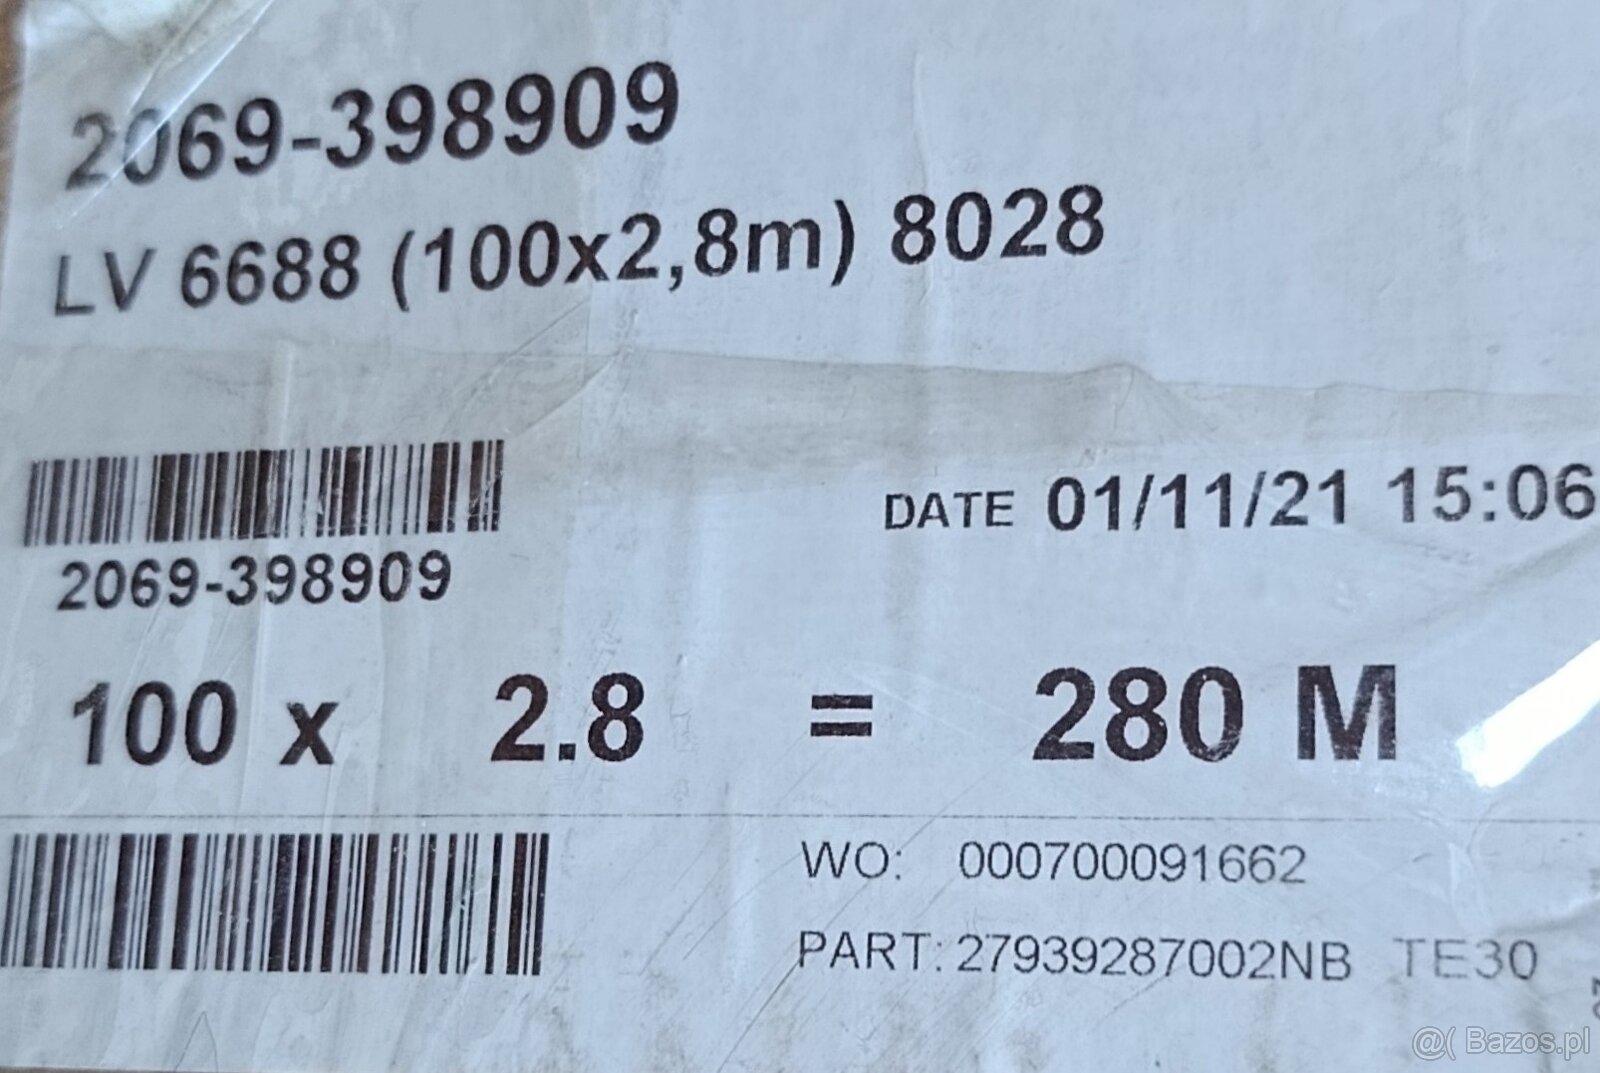 2069-398909
LV 6688 (100x2,8m) 8028
DATE 01/11/21 15:06
2069-398909
100 x 2.8 = 280 M
WO: 000700091662
PART: 27939287002NB TE30
@( Bazos.pl